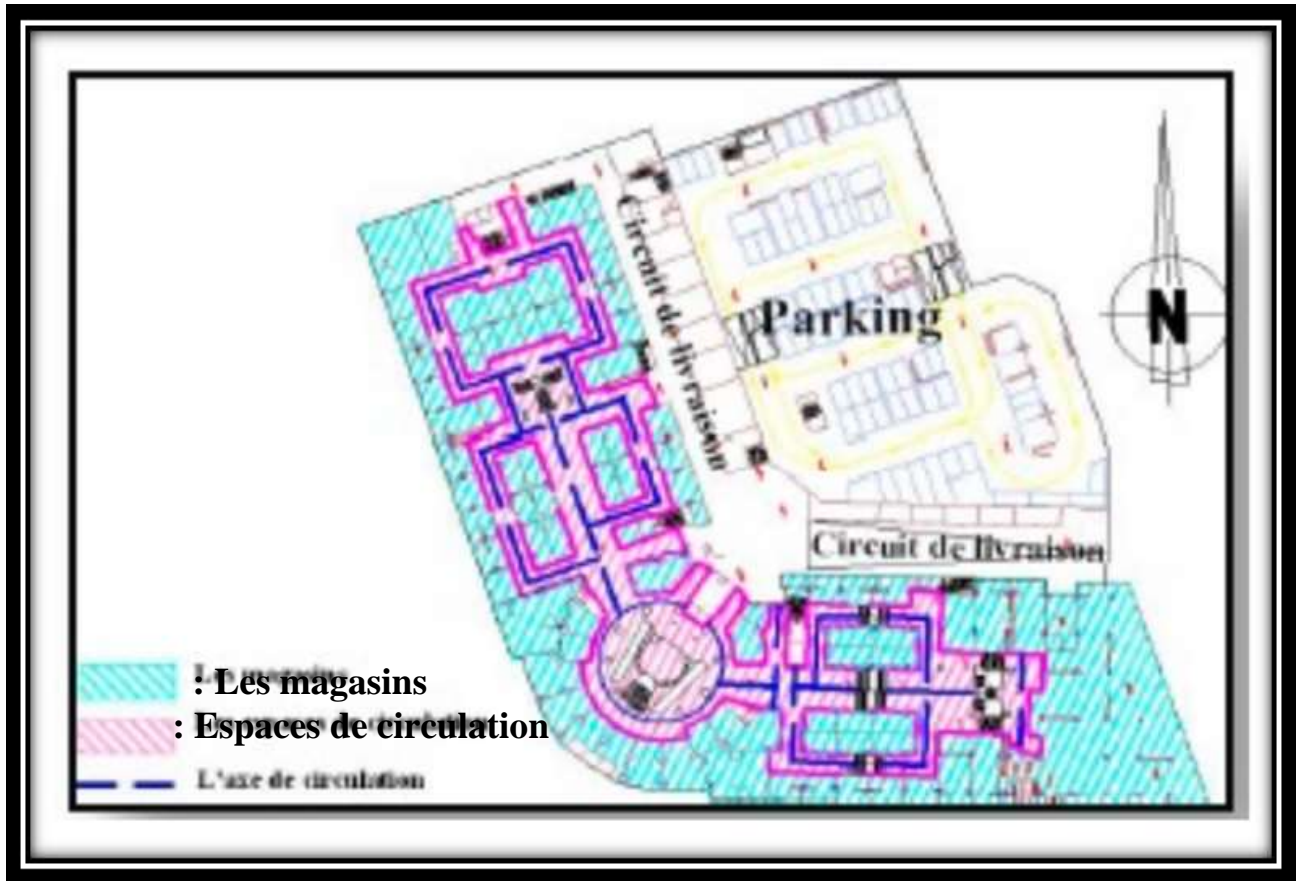 Circuit de livraison
Parking
N
Circuit de livraison
: Les magasins
: Espaces de circulation
L'axe de circulation